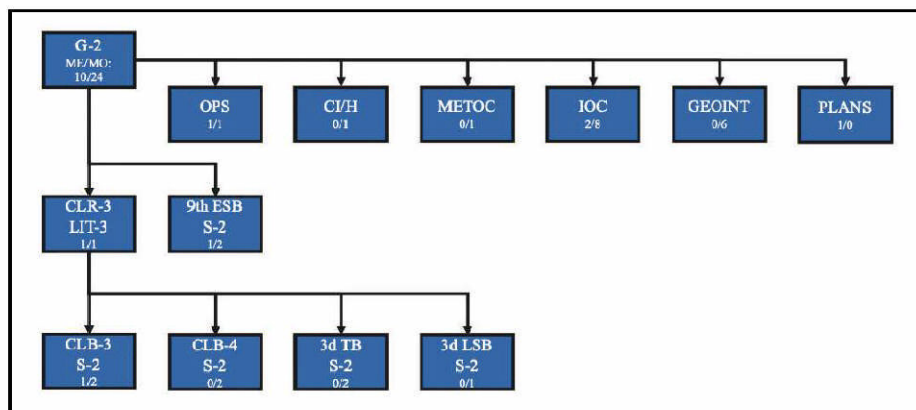 G-2
ME/MO:
10/24
OPS
1/1
CI/H
0/1
METOC
0/1
IOC
2/8
GEOINT
0/6
PLANS
1/0
CLR-3
LIT-3
1/1
9th ESB
S-2
1/2
CLB-3
S-2
1/2
CLB-4
S-2
0/2
3d TB
S-2
0/2
3d LSB
S-2
0/1